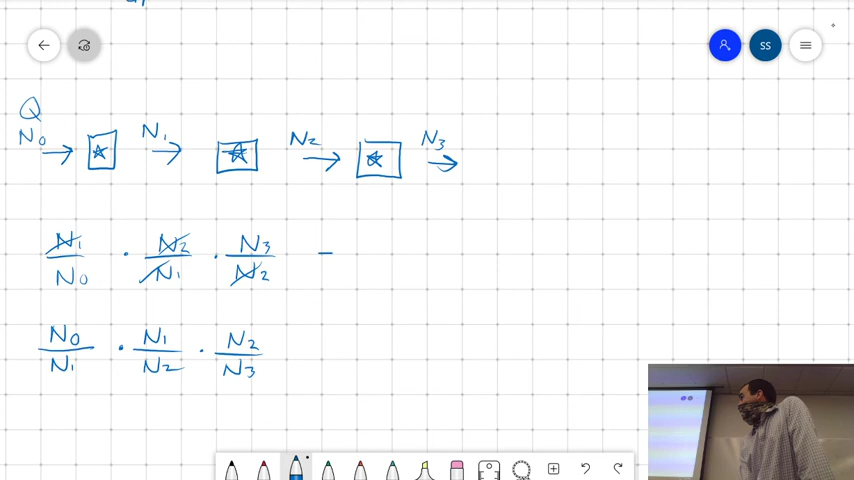 SS
Q
N0 → ☆ N1 → ☆ N2 → ☆ N3 →
N1/N0 · N2/N1 · N3/N2 =
N0/N1 · N1/N2 · N2/N3